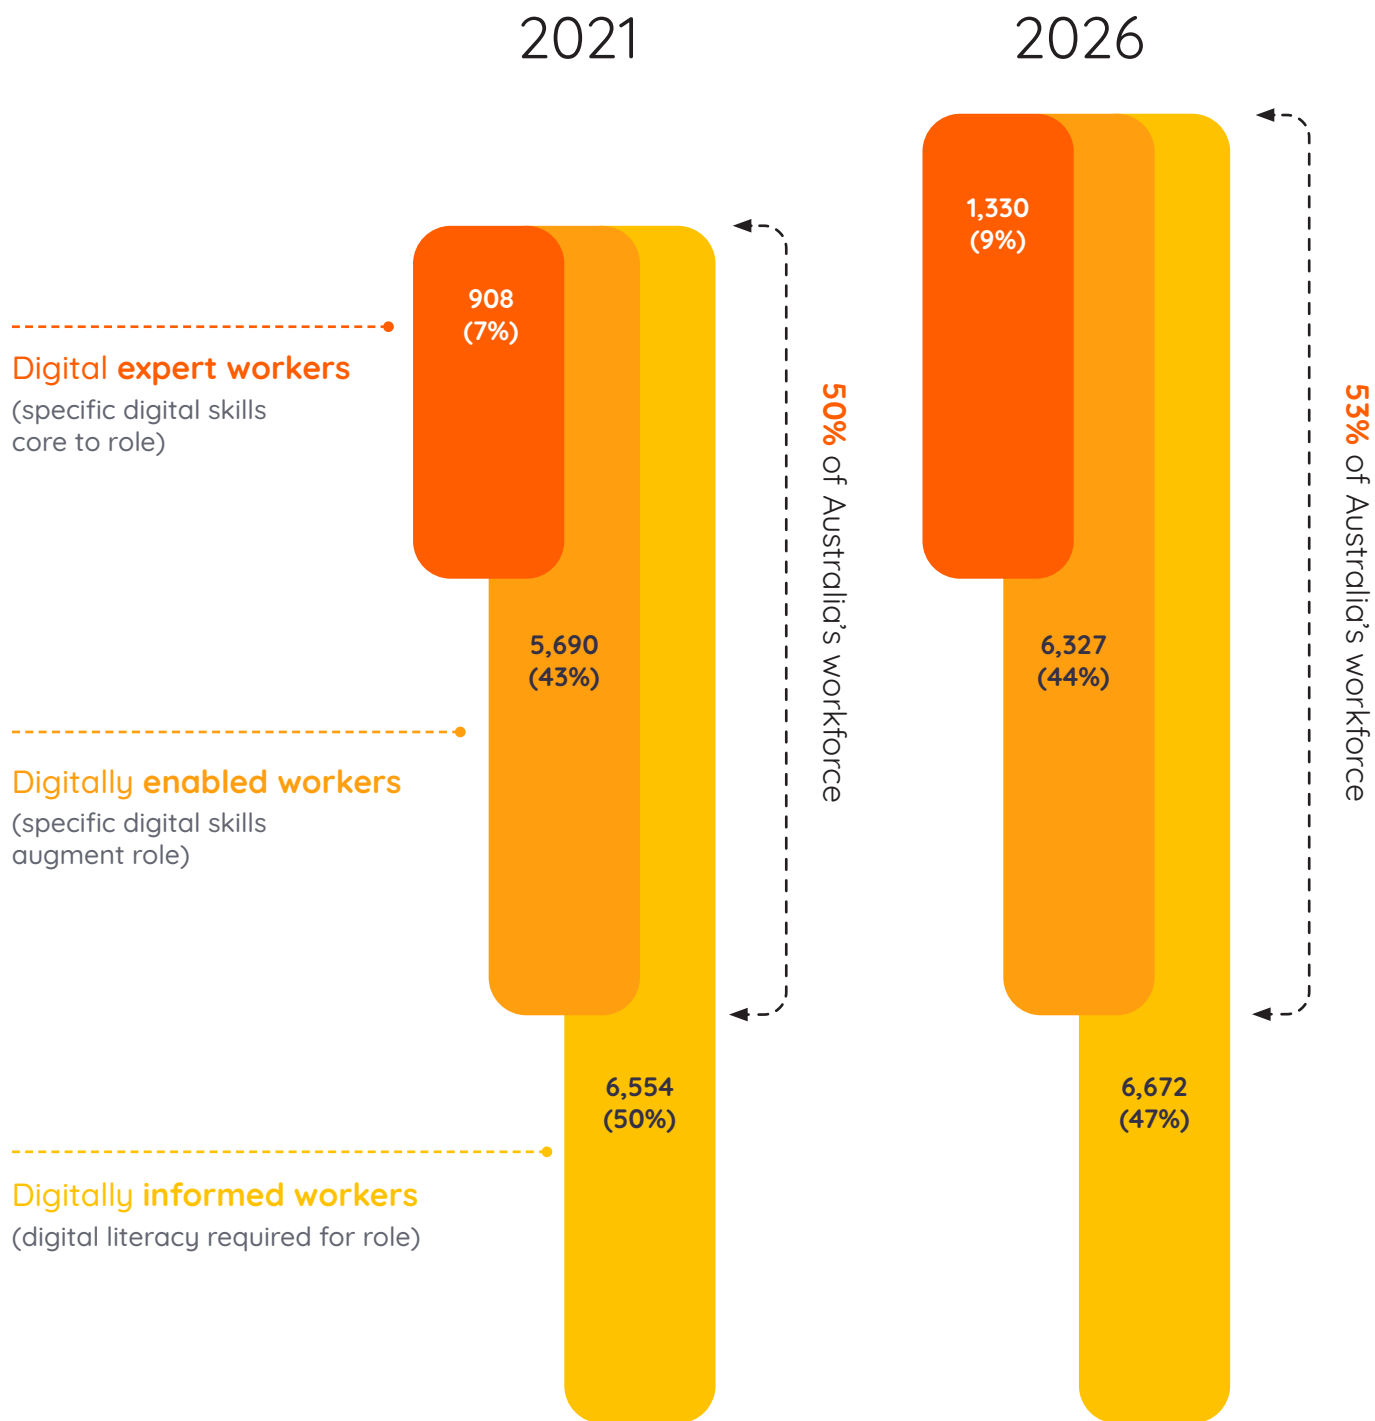 2021
2026
1,330
(9%)
908
(7%)
Digital expert workers
(specific digital skills
core to role)
50% of Australia's workforce
53% of Australia's workforce
5,690
(43%)
6,327
(44%)
Digitally enabled workers
(specific digital skills
augment role)
6,554
(50%)
6,672
(47%)
Digitally informed workers
(digital literacy required for role)